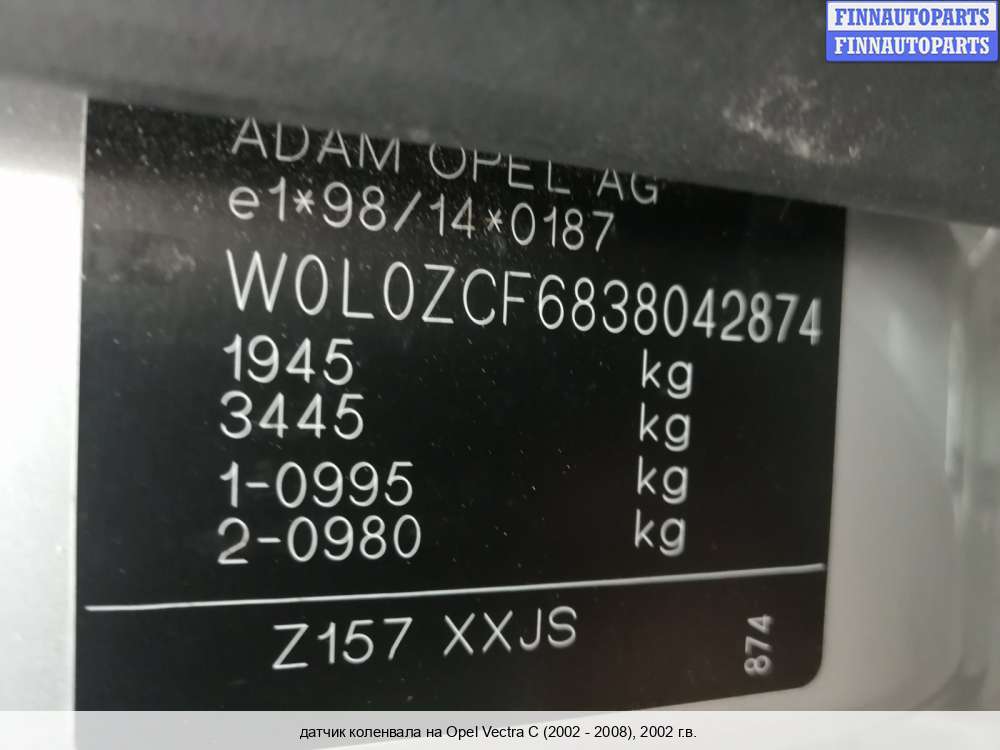 FINNAUTOPARTS
FINNAUTOPARTS
ADAM OPEL AG
e1*98/14*0187
W0L0ZCF6838042874
1945 kg
3445 kg
1-0995 kg
2-0980 kg
Z157 XXJS
874
датчик коленвала на Opel Vectra C (2002 - 2008), 2002 г.в.